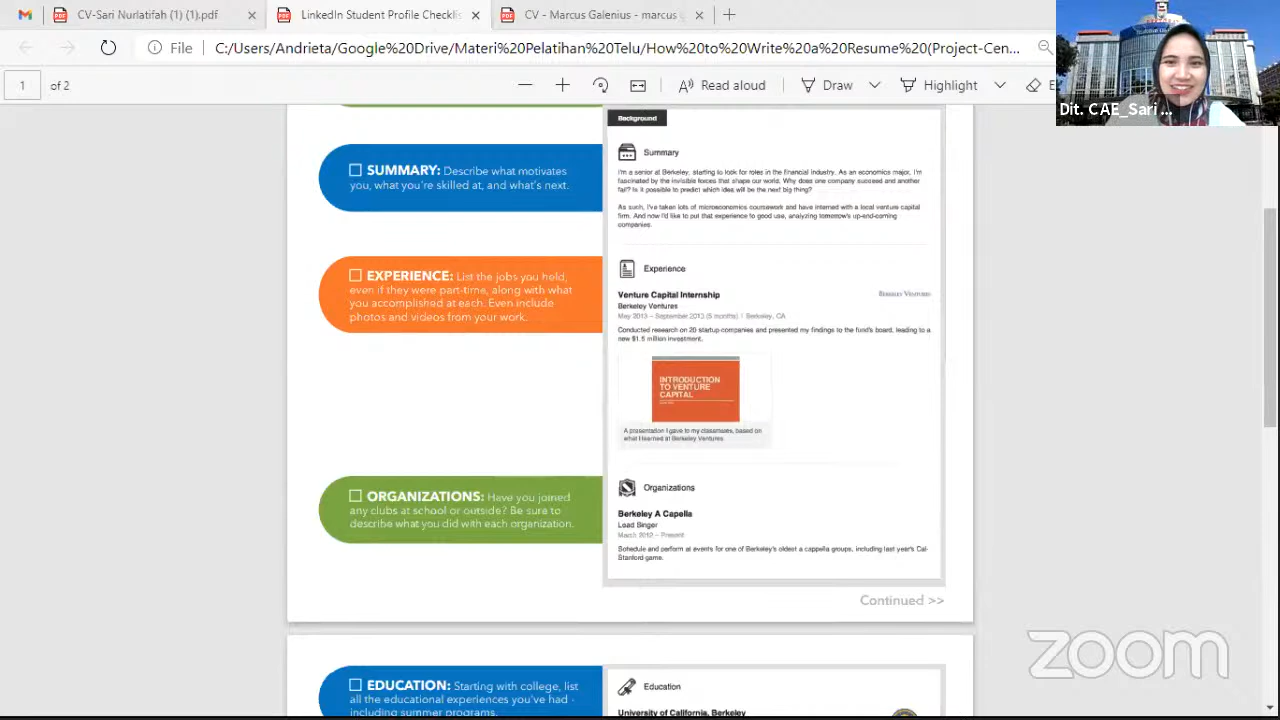 CV-Sari Nurlatifah (1) (1).pdf
LinkedIn Student Profile Checklis
CV - Marcus Galenius - marcus
File
C:/Users/Andrieta/Google%20Drive/Materi%20Pelatihan%20Telu/How%20to%20Write%20a%20Resume%20(Project-Cen...
1 of 2
Read aloud
Draw
Highlight
Dit. CAE_Sari ...
Background
SUMMARY: Describe what motivates
you, what you're skilled at, and what's next.
Summary
I'm a senior at Berkeley, starting to look for roles in the financial industry. As an economics major, I'm
fascinated by the invisible forces that shape our world. Why does one company succeed and another
fail? Is it possible to predict which idea will be the next big thing?
As such, I've taken lots of microeconomics coursework and have interned with a local venture capital
firm. And now I'd like to put that experience to good use, analyzing tomorrow's up-and-coming
companies.
EXPERIENCE: List the jobs you held,
even if they were part-time, along with what
you accomplished at each. Even include
photos and videos from your work.
Experience
Venture Capital Internship
Berkeley Ventures
Berkeley Ventures
May 2013 – September 2013 (5 months) | Berkeley, CA
Conducted research on 20 startup companies and presented my findings to the fund's board, leading to a
new $1.5 million investment.
INTRODUCTION
TO VENTURE
CAPITAL
A presentation I gave to my classmates, based on
what I learned at Berkeley Ventures
ORGANIZATIONS: Have you joined
any clubs at school or outside? Be sure to
describe what you did with each organization.
Organizations
Berkeley A Capella
Lead Singer
March 2012 – Present
Schedule and perform at events for one of Berkeley's oldest a cappella groups, including last year's Cal-
Stanford game.
Continued >>
zoom
EDUCATION: Starting with college, list
all the educational experiences you've had -
including summer programs.
Education
University of California, Berkeley